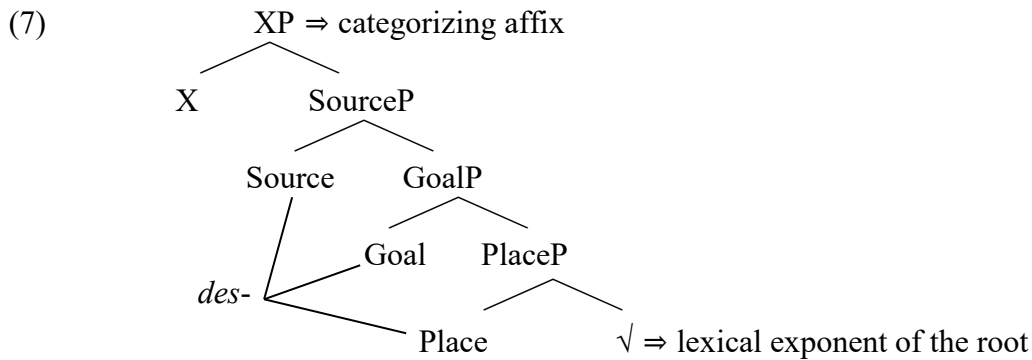 (7) XP ⇒ categorizing affix
X SourceP
Source GoalP
Goal PlaceP
des-
Place √ ⇒ lexical exponent of the root